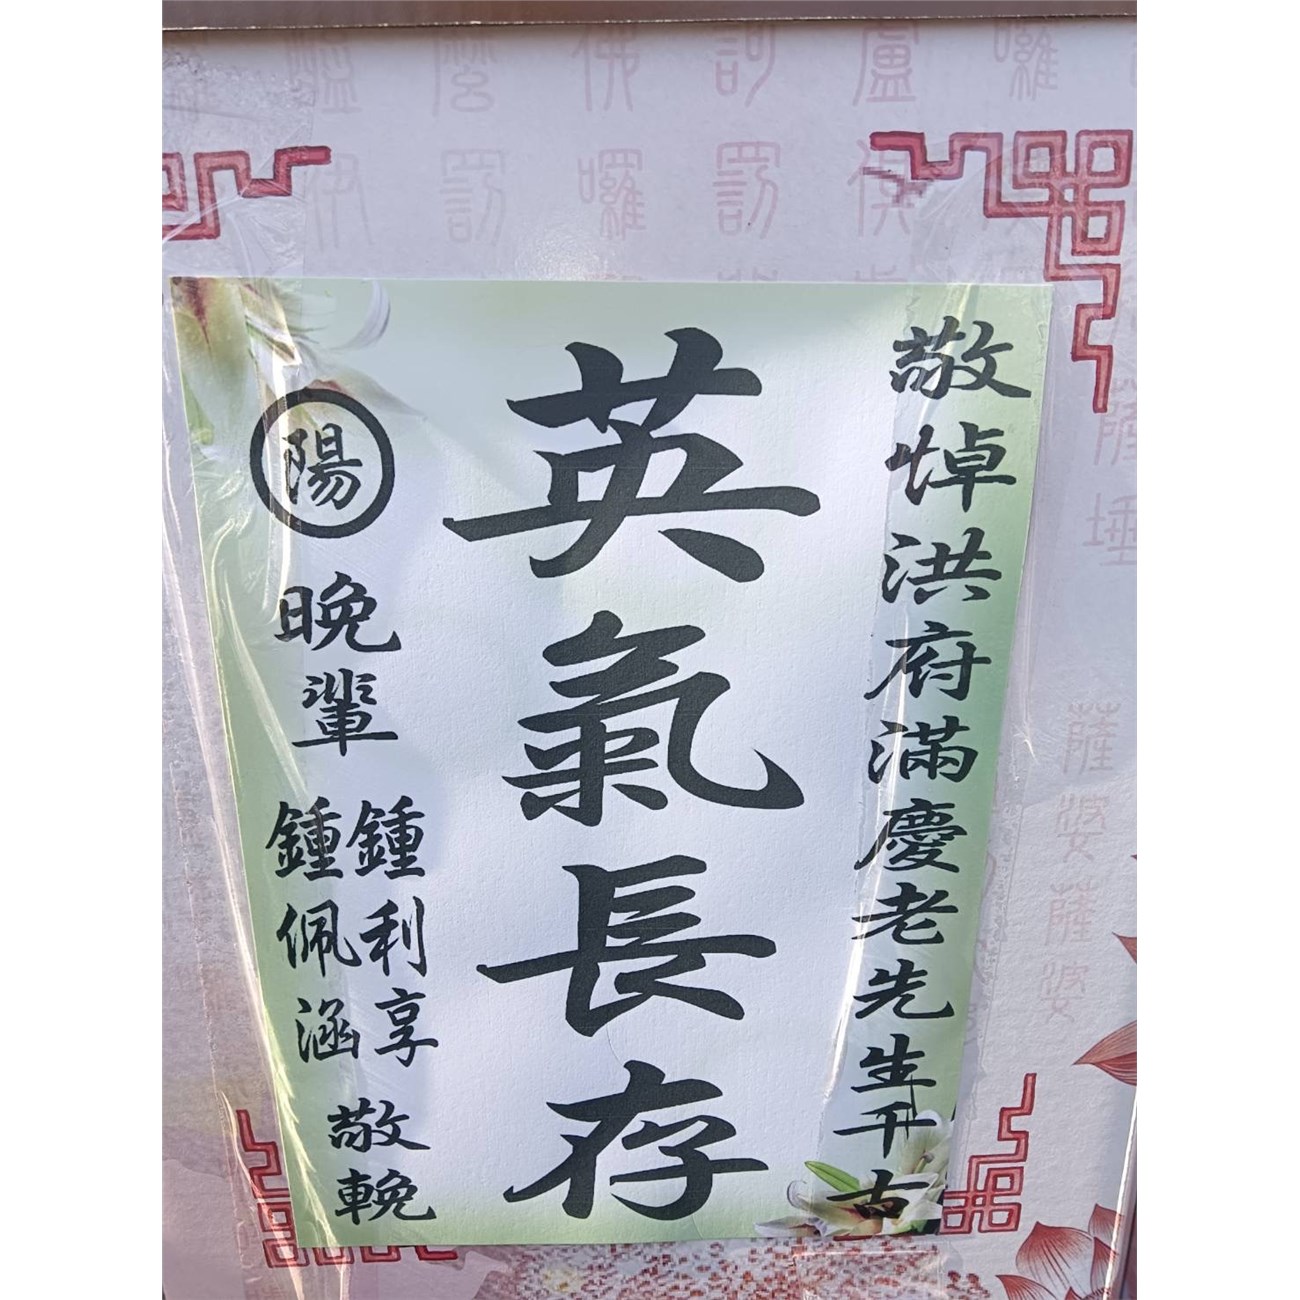 敬悼洪府滿慶老先生千古
英氣長存
陽
晚輩
鍾利享
鍾佩涵
敬輓